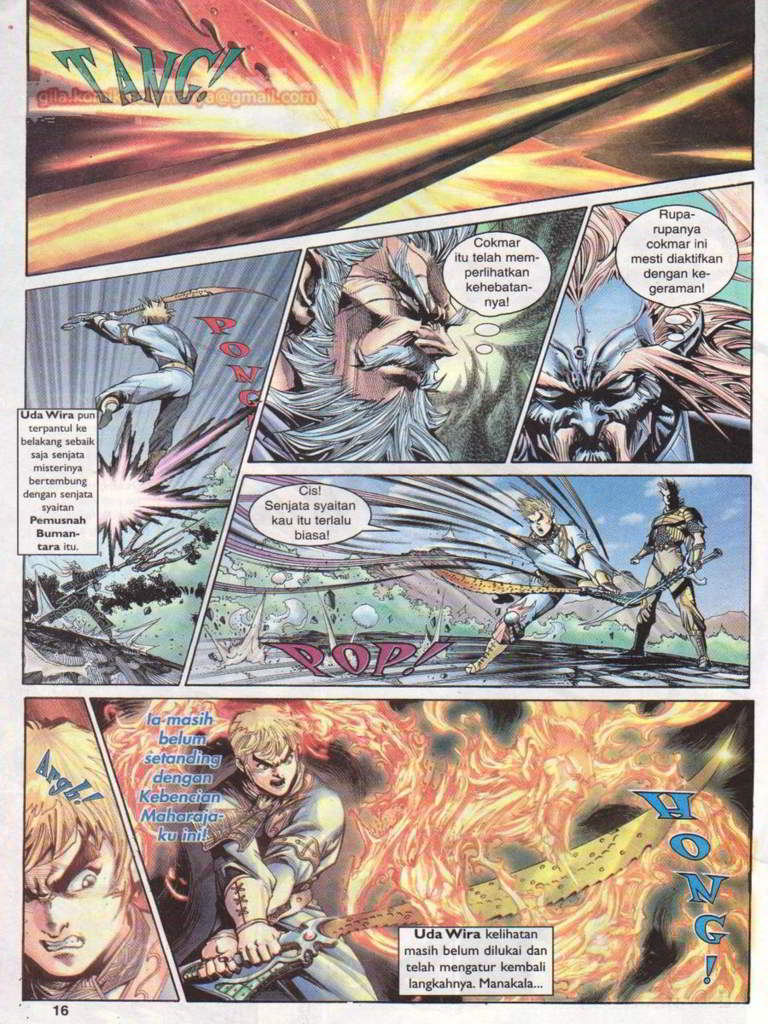 TANG!
@gmail.com
Cokmar
itu telah mem-
perlihatkan
kehebatan-
nya!
Rupa-
rupanya
cokmar ini
mesti diaktifkan
dengan ke-
geraman!
PONG!
Uda Wira pun
terpantul ke
belakang sebaik
saja senjata
misterinya
bertembung
dengan senjata
syaitan
Pemusnah
Buman-
tara itu.
Cis!
Senjata syaitan
kau itu terlalu
biasa!
POP!
Argh!
Ia masih
belum
setanding
dengan
Kebencian
Maharaja-
ku ini!
HONG!
Uda Wira kelihatan
masih belum dilukai dan
telah mengatur kembali
langkahnya. Manakala...
16